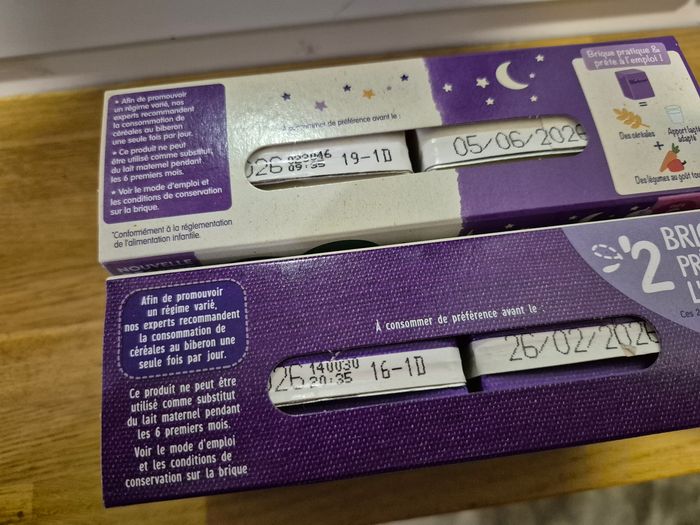 • Afin de promouvoir
un régime varié, nos
experts recommandent
la consommation de
céréales au biberon
une seule fois par jour.
• Ce produit ne peut
être utilisé comme substitut
du lait maternel pendant
les 6 premiers mois.
• Voir le mode d'emploi et
les conditions de conservation
sur la brique.
*Conformément à la réglementation
de l'alimentation infantile.
NOUVELLE
À consommer de préférence avant le :
026
09:35 19-1D
05/06/2026
Brique pratique &
prête à l'emploi !
=
Des céréales
+
Apport lacté
adapté*
+
Des légumes au goût
Afin de promouvoir
un régime varié,
nos experts recommandent
la consommation de
céréales au biberon une
seule fois par jour.
Ce produit ne peut être
utilisé comme substitut
du lait maternel pendant
les 6 premiers mois.
Voir le mode d'emploi
et les conditions de
conservation sur la brique
À consommer de préférence avant le :
026 140030
20:35 16-1D
26/02/2026
2
Ces 2